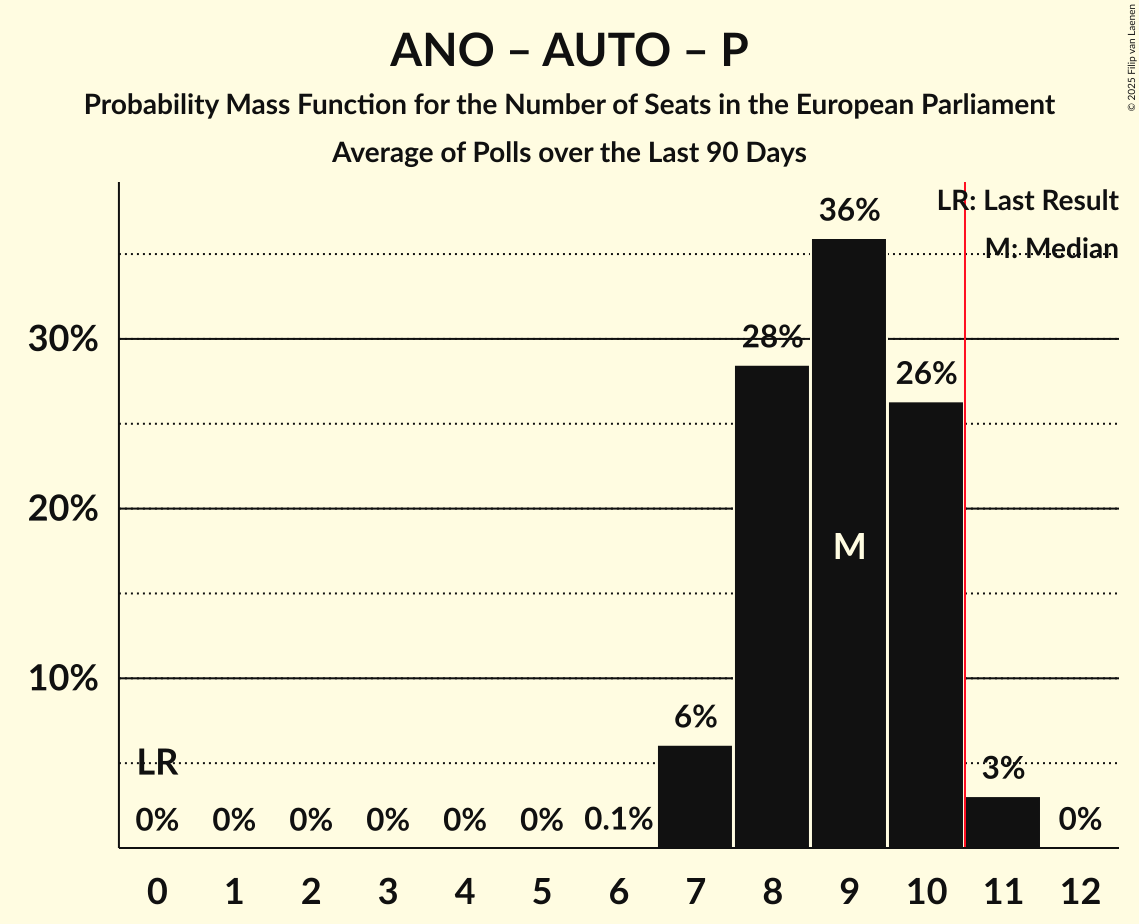 ANO – AUTO – P
Probability Mass Function for the Number of Seats in the European Parliament
Average of Polls over the Last 90 Days
© 2025 Filip van Laenen
LR: Last Result
M: Median
36%
28%
26%
30%
20%
10%
M
6%
3%
LR
0% 0% 0% 0% 0% 0% 0.1% 0%
0 1 2 3 4 5 6 7 8 9 10 11 12